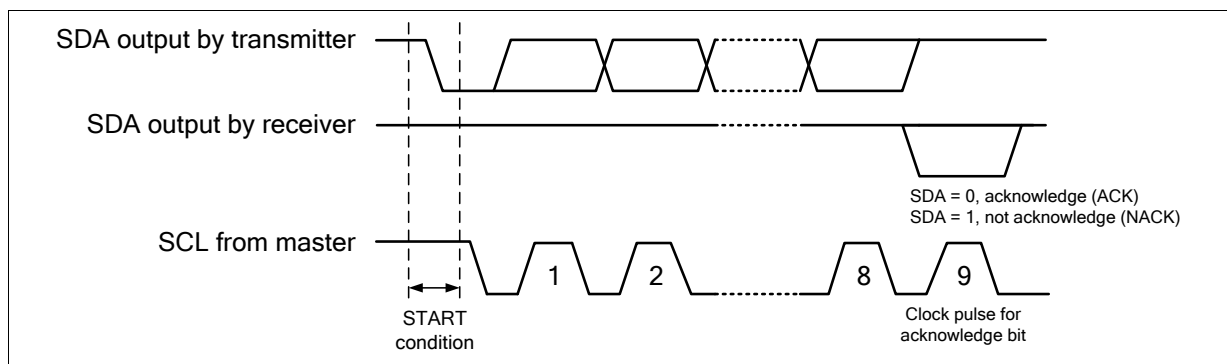 SDA output by transmitter
SDA output by receiver
SDA = 0, acknowledge (ACK)
SDA = 1, not acknowledge (NACK)
SCL from master
1
2
8
9
START
condition
Clock pulse for
acknowledge bit